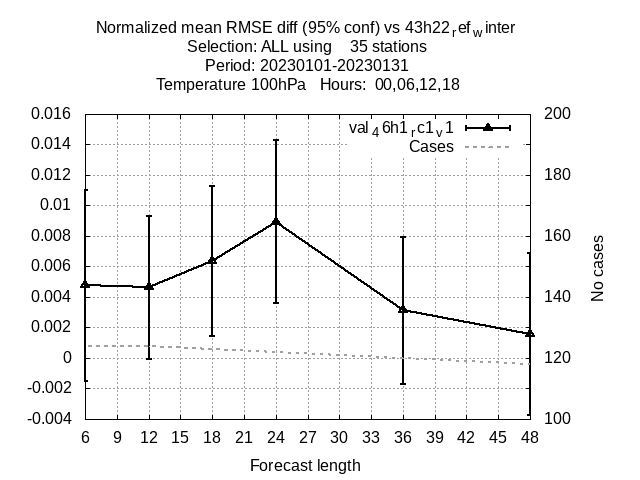 Normalized mean RMSE diff (95% conf) vs 43h22refwinter
Selection: ALL using    35 stations
Period: 20230101-20230131
Temperature 100hPa   Hours:  00,06,12,18
0.016
0.014
0.012
0.01
0.008
0.006
0.004
0.002
0
-0.002
-0.004
val46h1rc1v1
Cases
200
180
160
140
120
100
No cases
6 9 12 15 18 21 24 27 30 33 36 39 42 45 48
Forecast length